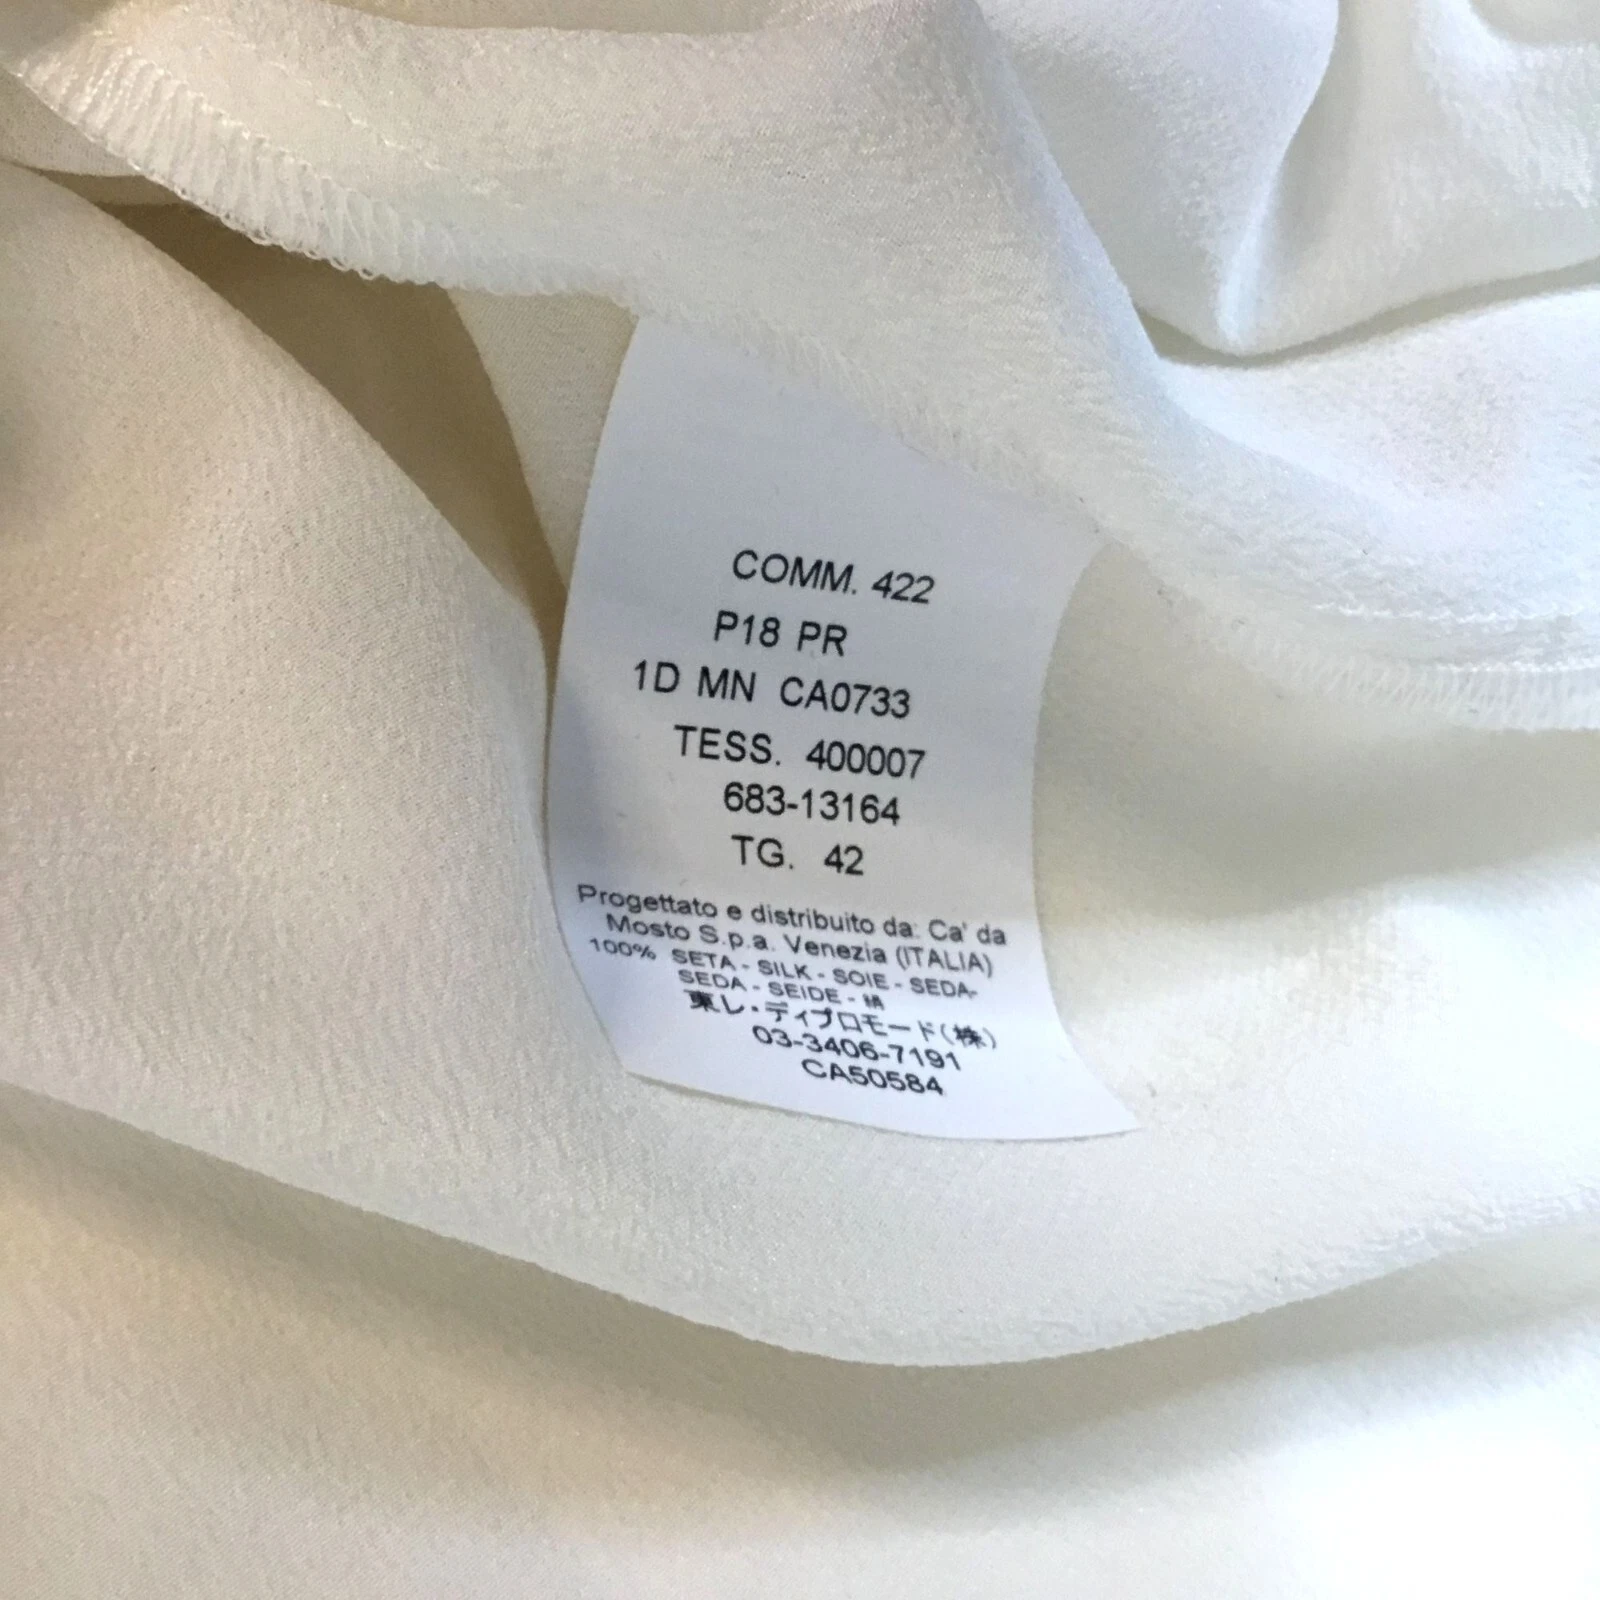 COMM. 422
P18 PR
1D MN CA0733
TESS. 400007
683-13164
TG. 42
Progettato e distribuito da: Ca' da
Mosto S.p.a. Venezia (ITALIA)
100% SETA - SILK - SOIE - SEDA-
SEDA - SEIDE - 絹
東レ・ディプロモード(株)
03-3406-7191
CA50584